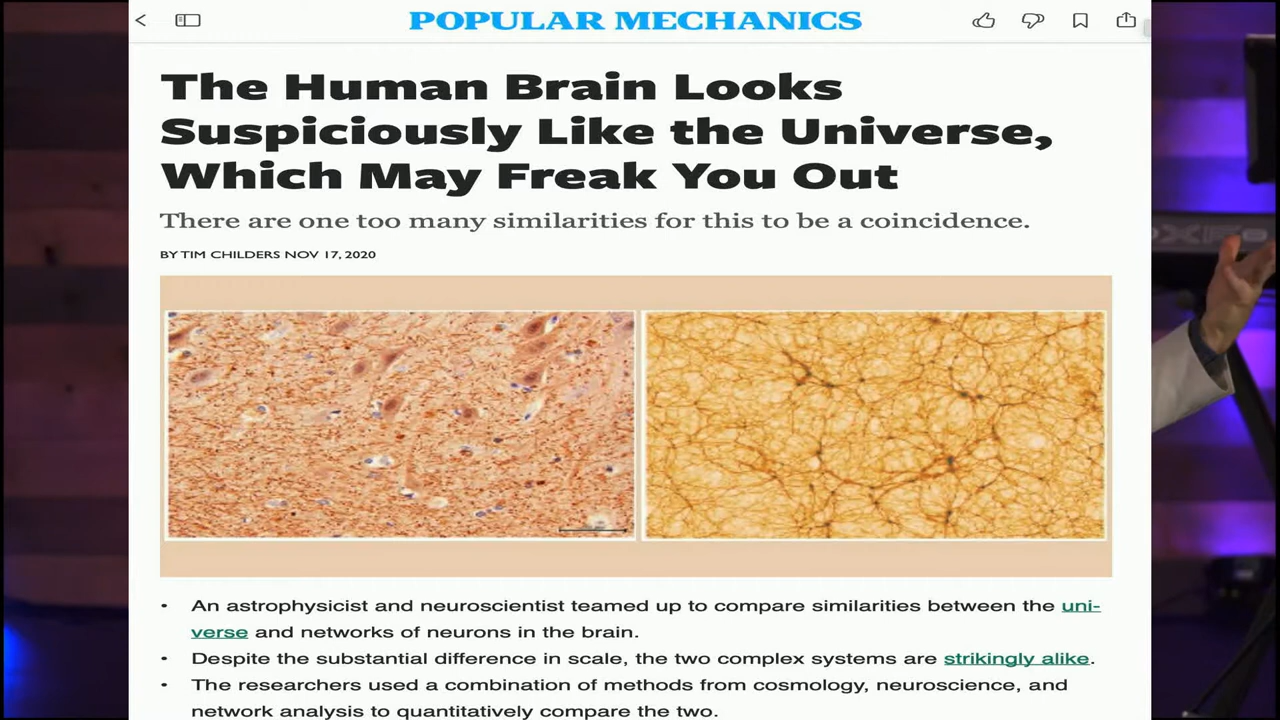 POPULAR MECHANICS
The Human Brain Looks
Suspiciously Like the Universe,
Which May Freak You Out
There are one too many similarities for this to be a coincidence.
BY TIM CHILDERS NOV 17, 2020
• An astrophysicist and neuroscientist teamed up to compare similarities between the uni-
verse and networks of neurons in the brain.
• Despite the substantial difference in scale, the two complex systems are strikingly alike.
• The researchers used a combination of methods from cosmology, neuroscience, and
network analysis to quantitatively compare the two.